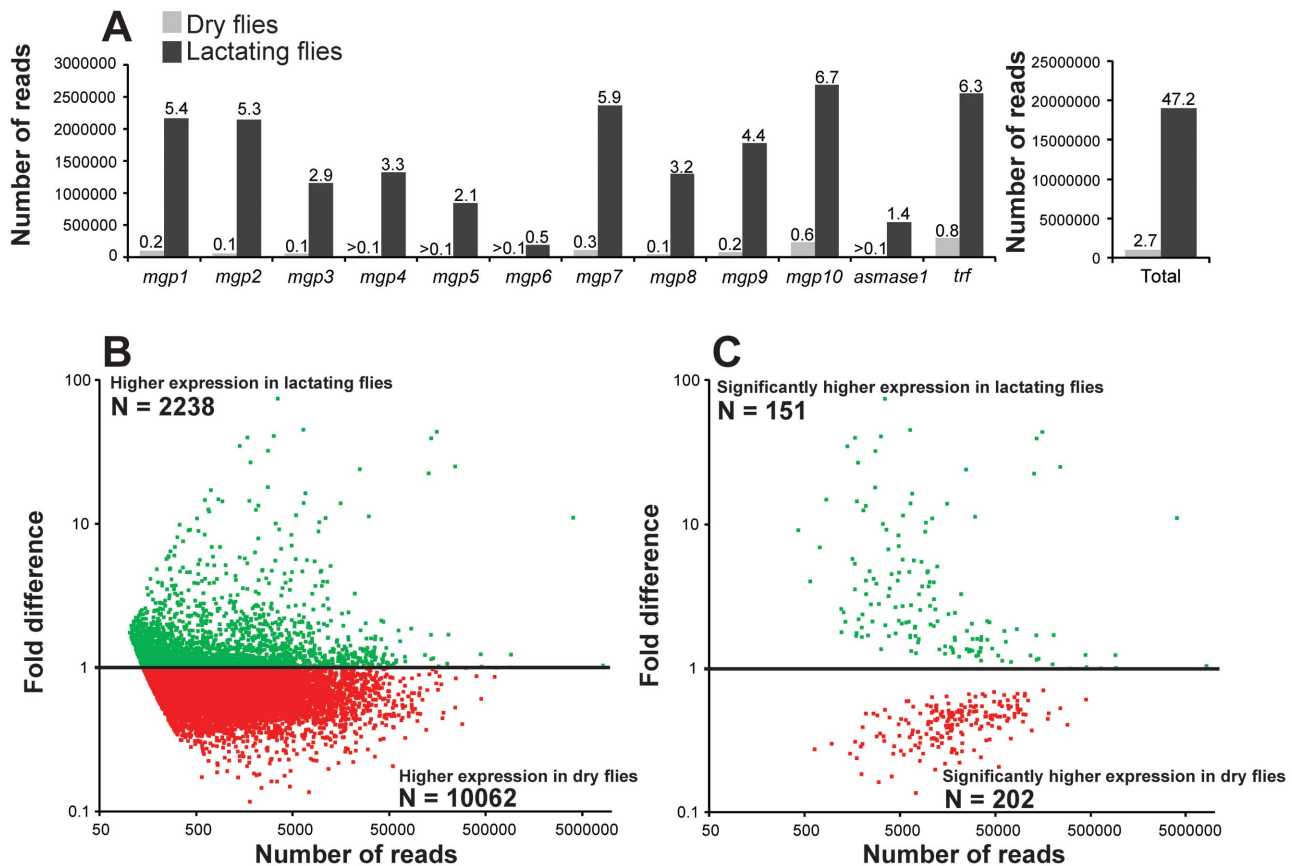 A
Dry flies
Lactating flies
Number of reads
3000000
2500000
2000000
1500000
1000000
500000
0
0.2 5.4 0.1 5.3 0.1 2.9 >0.1 3.3 >0.1 2.1 >0.1 0.5 0.3 5.9 0.1 3.2 0.2 4.4 0.6 6.7 >0.1 1.4 0.8 6.3
mgp1 mgp2 mgp3 mgp4 mgp5 mgp6 mgp7 mgp8 mgp9 mgp10 asmase1 trf
Number of reads
25000000
20000000
15000000
10000000
5000000
0
2.7 47.2
Total
B
Higher expression in lactating flies
N = 2238
Fold difference
100
10
1
0.1
Higher expression in dry flies
N = 10062
50 500 5000 50000 500000 5000000
Number of reads
C
Significantly higher expression in lactating flies
N = 151
Fold difference
100
10
1
0.1
Significantly higher expression in dry flies
N = 202
50 500 5000 50000 500000 5000000
Number of reads